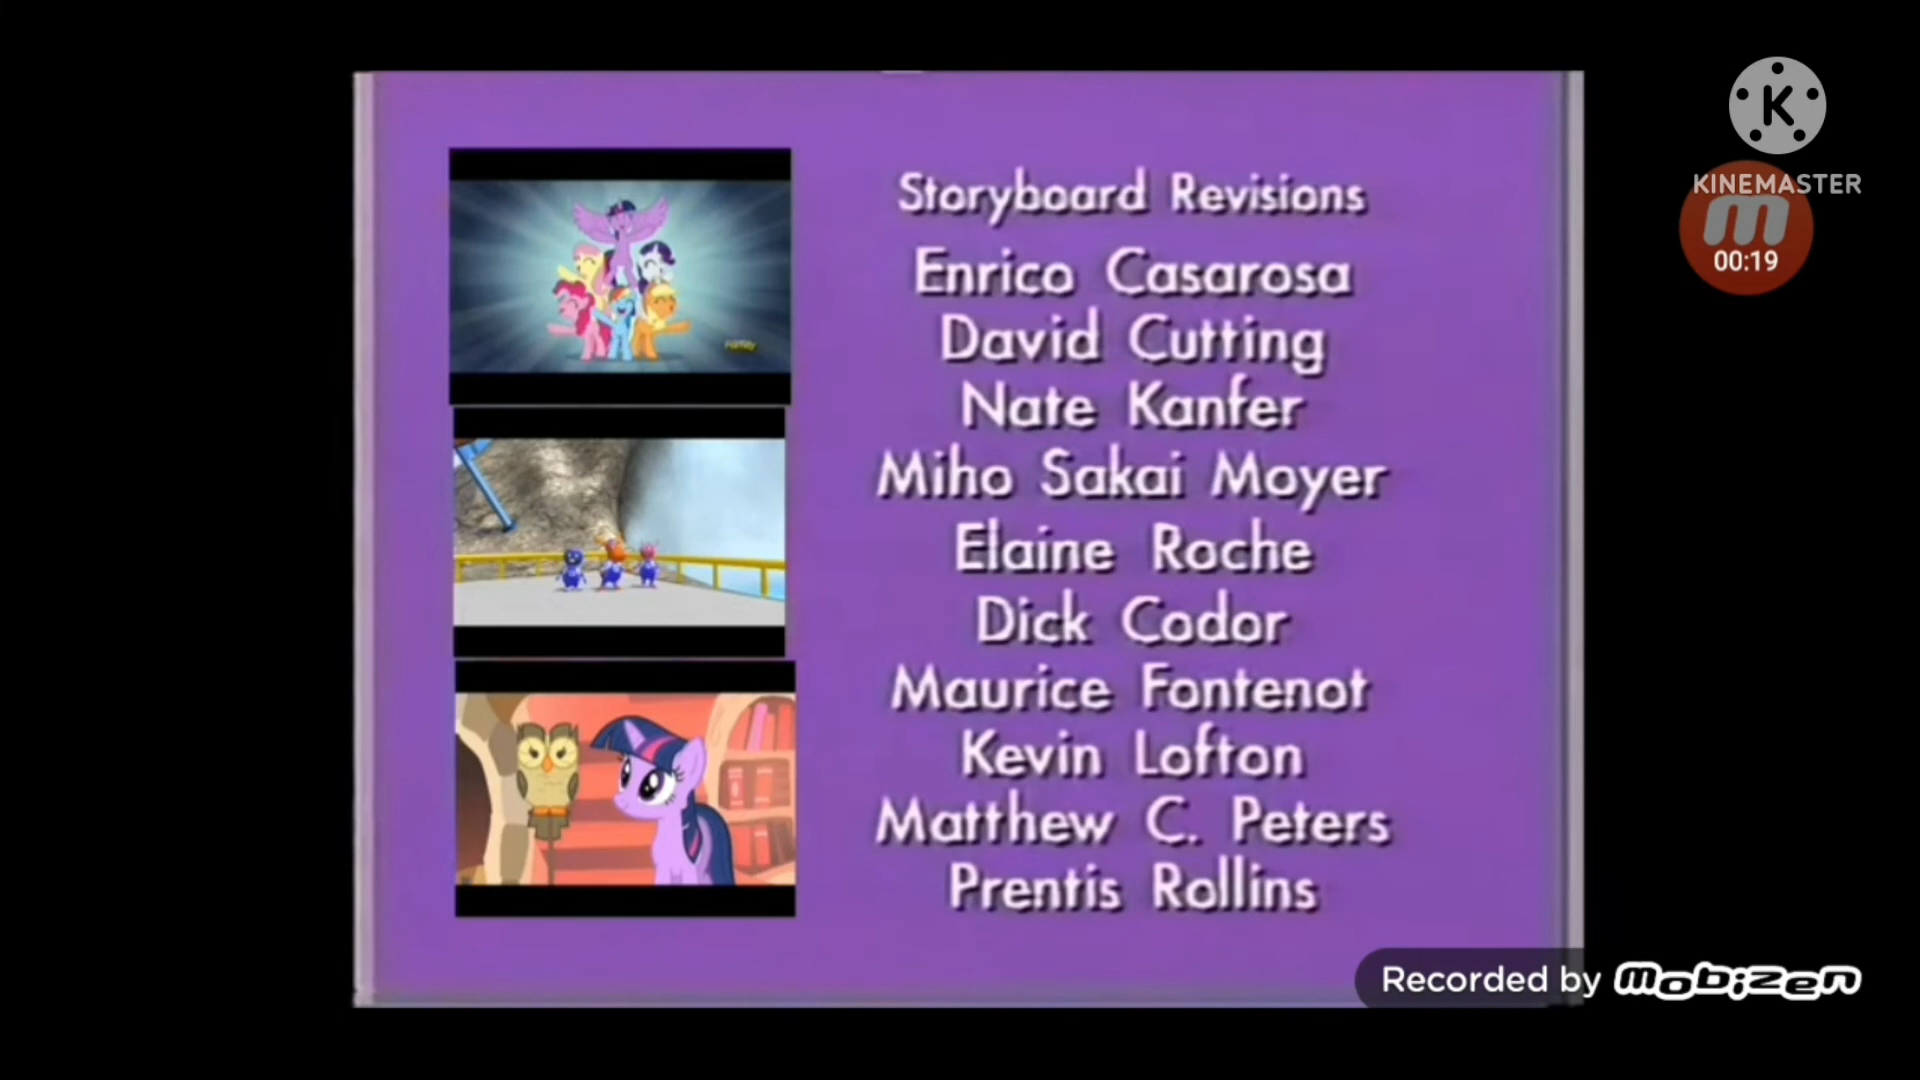 Storyboard Revisions
Enrico Casarosa
David Cutting
Nate Kanfer
Miho Sakai Moyer
Elaine Roche
Dick Codor
Maurice Fontenot
Kevin Lofton
Matthew C. Peters
Prentis Rollins
K
KINEMASTER
m
00:19
Family
Recorded by mobizen